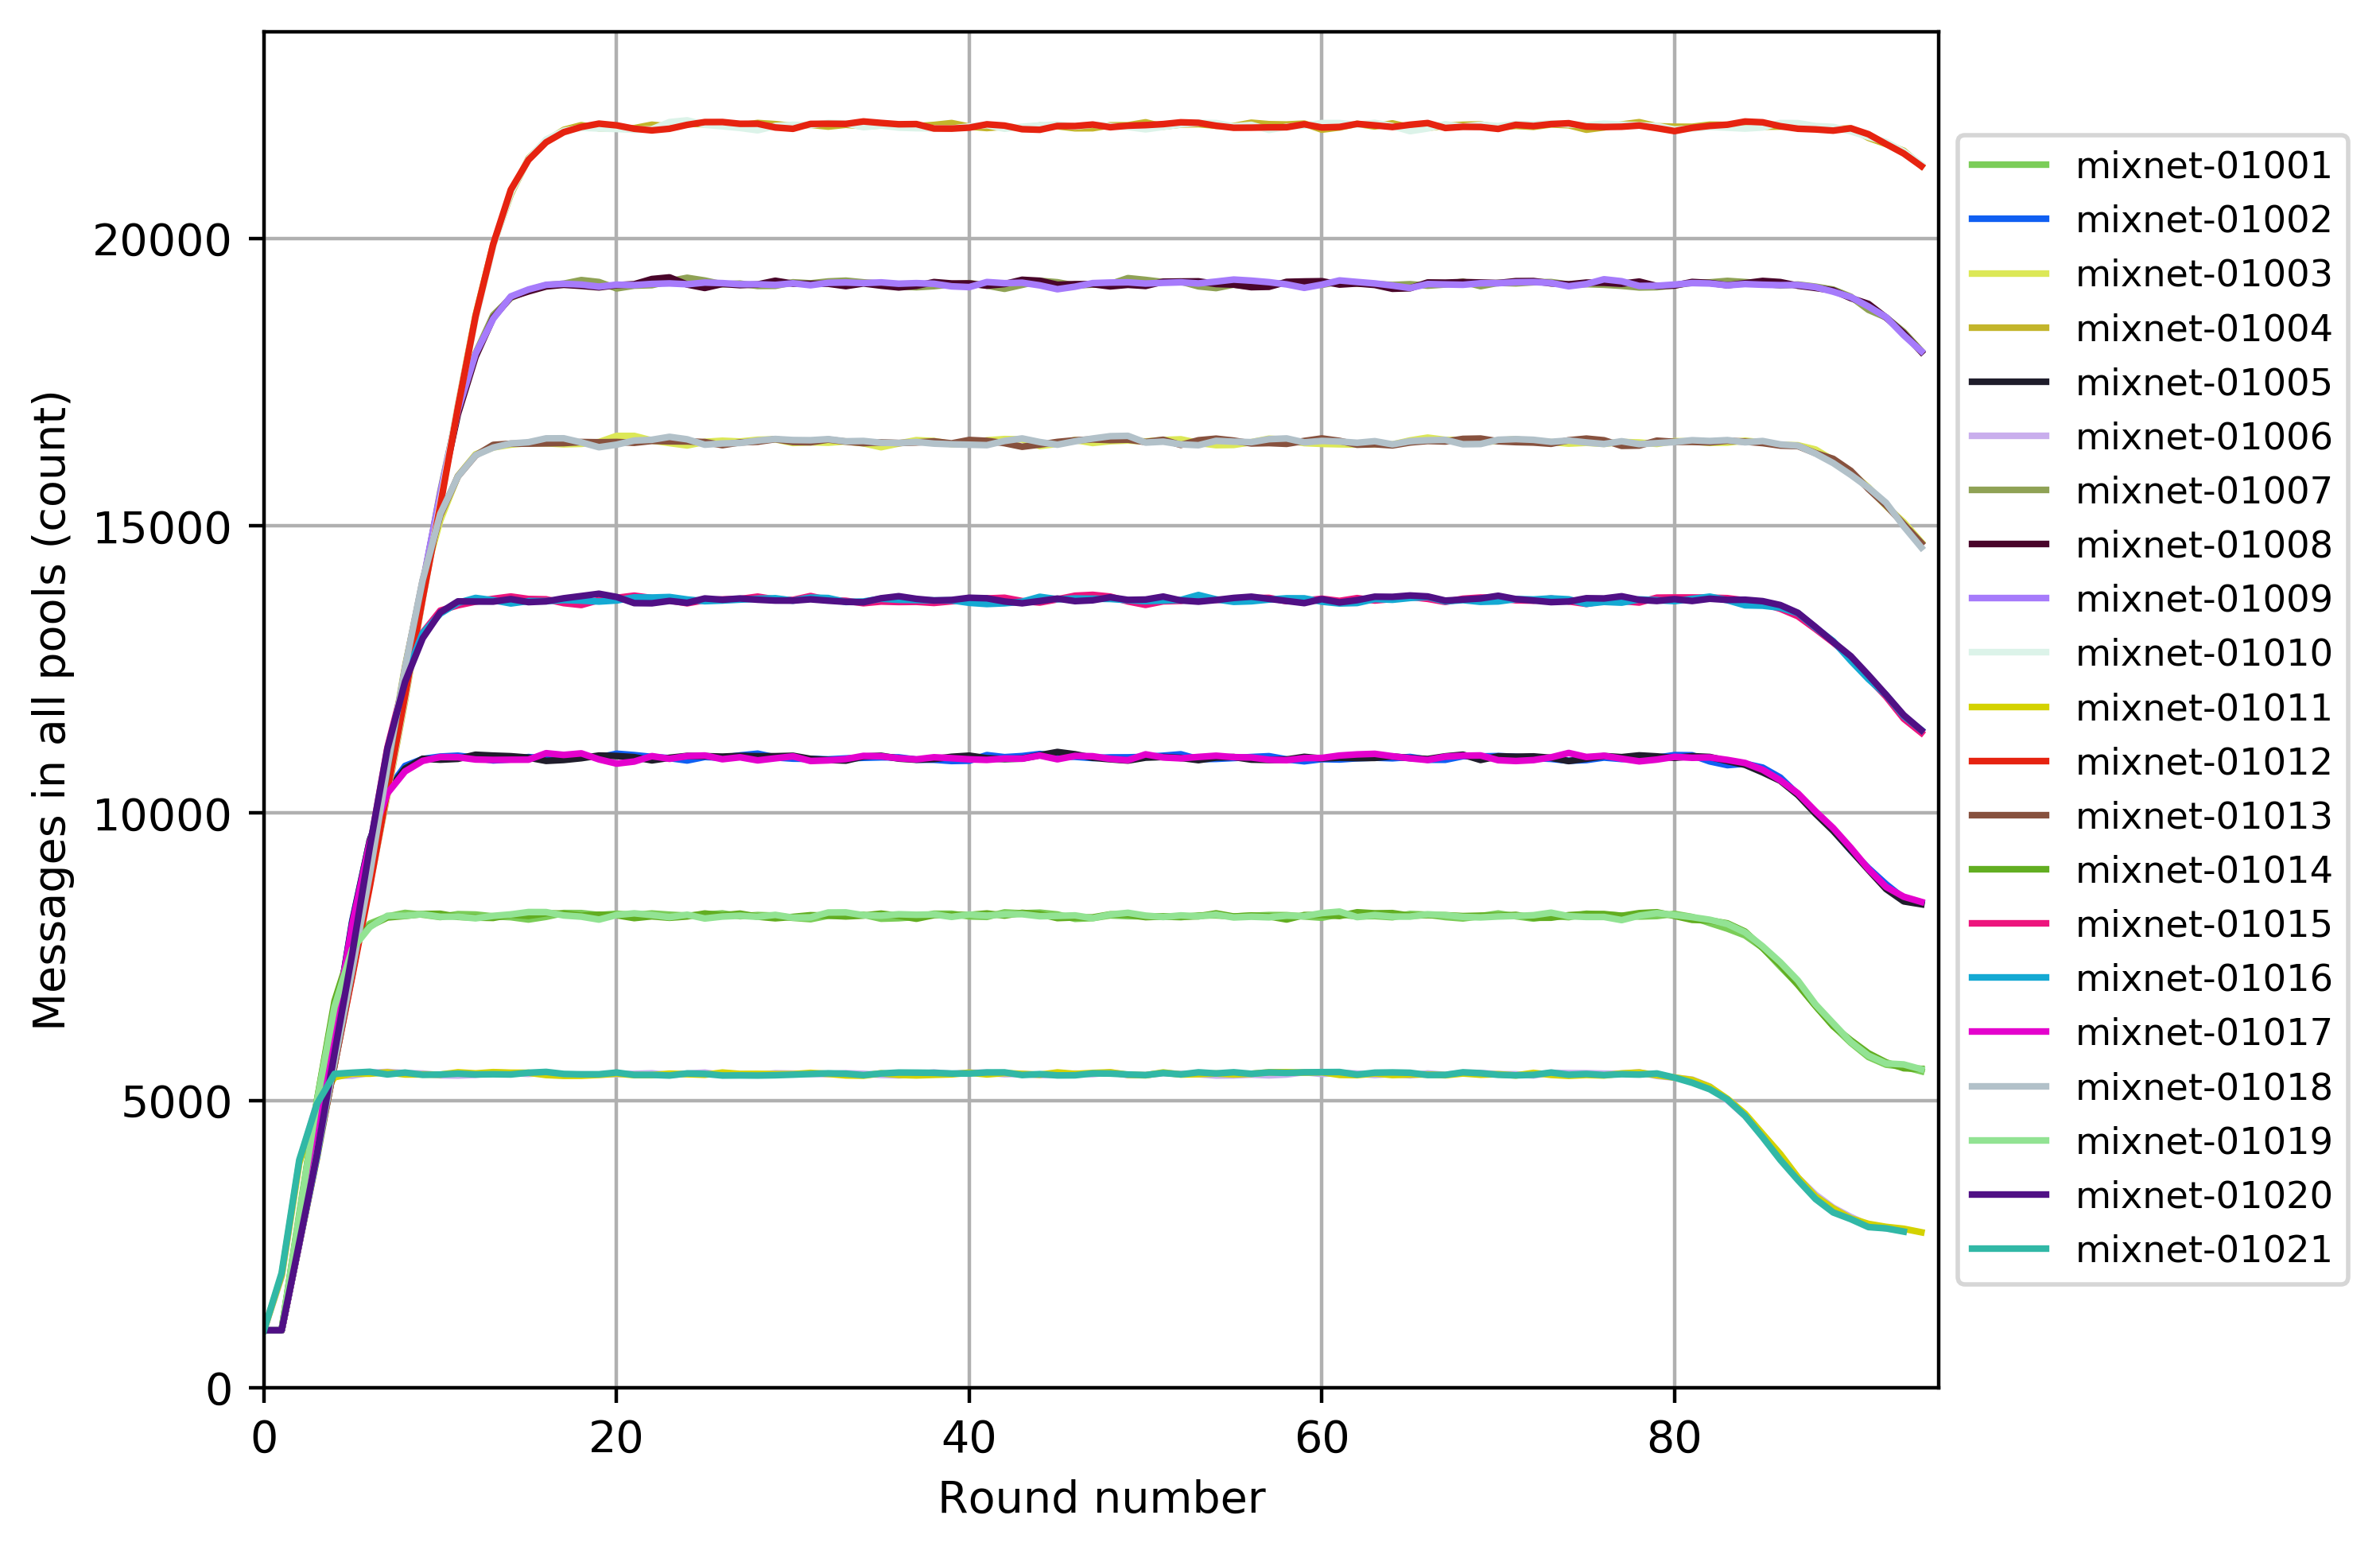 Messages in all pools (count)
20000
15000
10000
5000
0
0 20 40 60 80
Round number
mixnet-01001
mixnet-01002
mixnet-01003
mixnet-01004
mixnet-01005
mixnet-01006
mixnet-01007
mixnet-01008
mixnet-01009
mixnet-01010
mixnet-01011
mixnet-01012
mixnet-01013
mixnet-01014
mixnet-01015
mixnet-01016
mixnet-01017
mixnet-01018
mixnet-01019
mixnet-01020
mixnet-01021